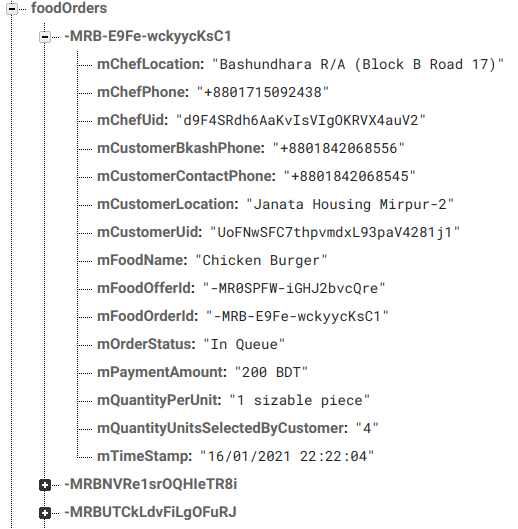 foodOrders
-MRB-E9Fe-wckyycKsC1
mChefLocation: "Bashundhara R/A (Block B Road 17)"
mChefPhone: "+8801715092438"
mChefUid: "d9F4SRdh6AaKvIsVIgOKRVX4auV2"
mCustomerBkashPhone: "+8801842068556"
mCustomerContactPhone: "+8801842068545"
mCustomerLocation: "Janata Housing Mirpur-2"
mCustomerUid: "UoFNwSFC7thpvmdxL93paV4281j1"
mFoodName: "Chicken Burger"
mFoodOfferId: "-MR0SPFW-iGHJ2bvcQre"
mFoodOrderId: "-MRB-E9Fe-wckyycKsC1"
mOrderStatus: "In Queue"
mPaymentAmount: "200 BDT"
mQuantityPerUnit: "1 sizable piece"
mQuantityUnitsSelectedByCustomer: "4"
mTimeStamp: "16/01/2021 22:22:04"
-MRBNVRe1srOQHIeTR8i
-MRBUTCkLdvFiLgOFuRJ